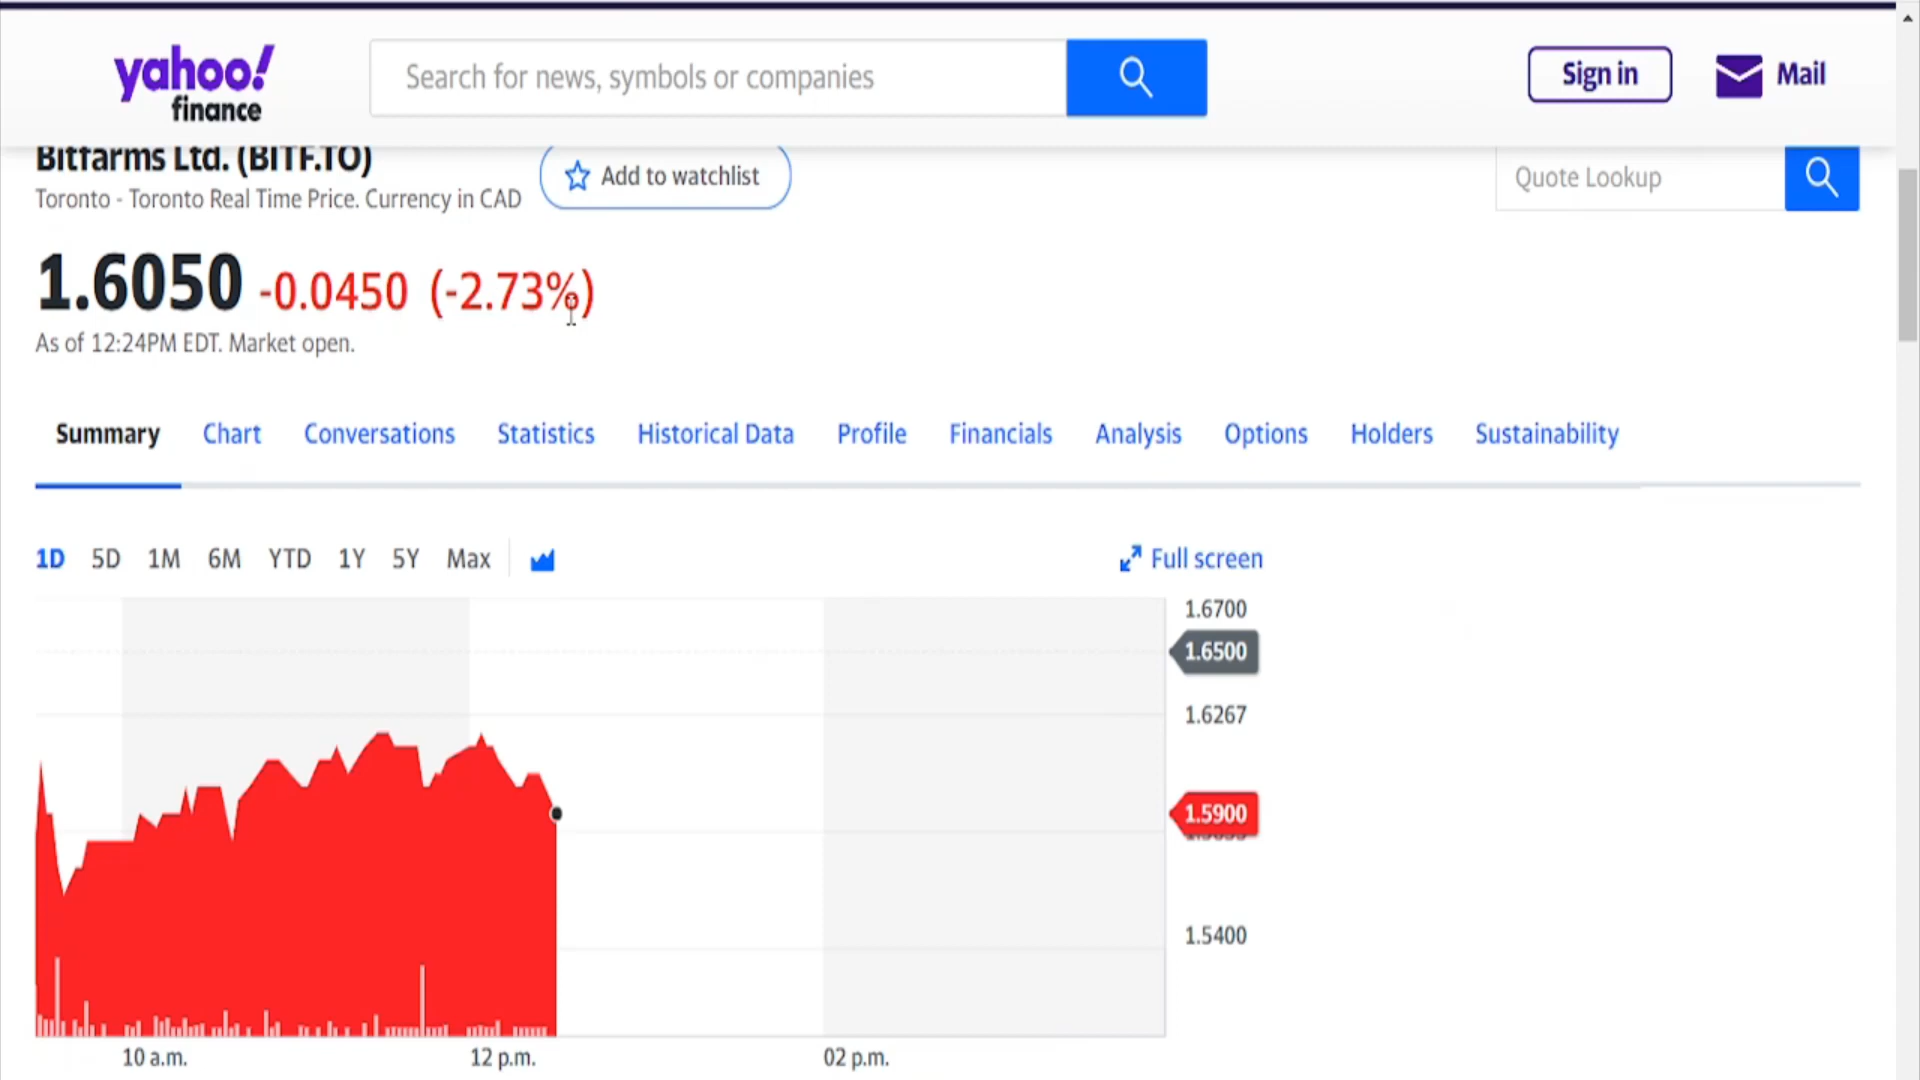 yahoo!
finance
Search for news, symbols or companies
Sign in
Mail
Bitfarms Ltd. (BITF.TO)
Toronto - Toronto Real Time Price. Currency in CAD
Add to watchlist
Quote Lookup
1.6050 -0.0450 (-2.73%)
As of 12:24PM EDT. Market open.
Summary Chart Conversations Statistics Historical Data Profile Financials Analysis Options Holders Sustainability
1D 5D 1M 6M YTD 1Y 5Y Max
Full screen
1.6700
1.6500
1.6267
1.5900
1.5400
10 a.m. 12 p.m. 02 p.m.